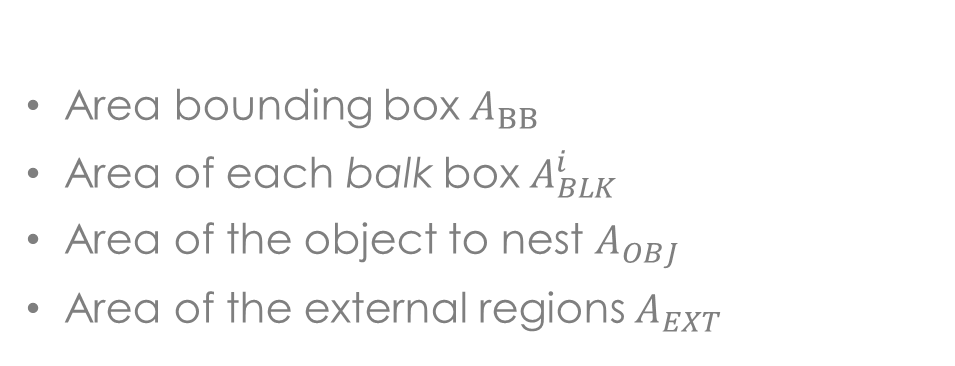 • Area bounding box A_BB
• Area of each balk box A^i_BLK
• Area of the object to nest A_OBJ
• Area of the external regions A_EXT